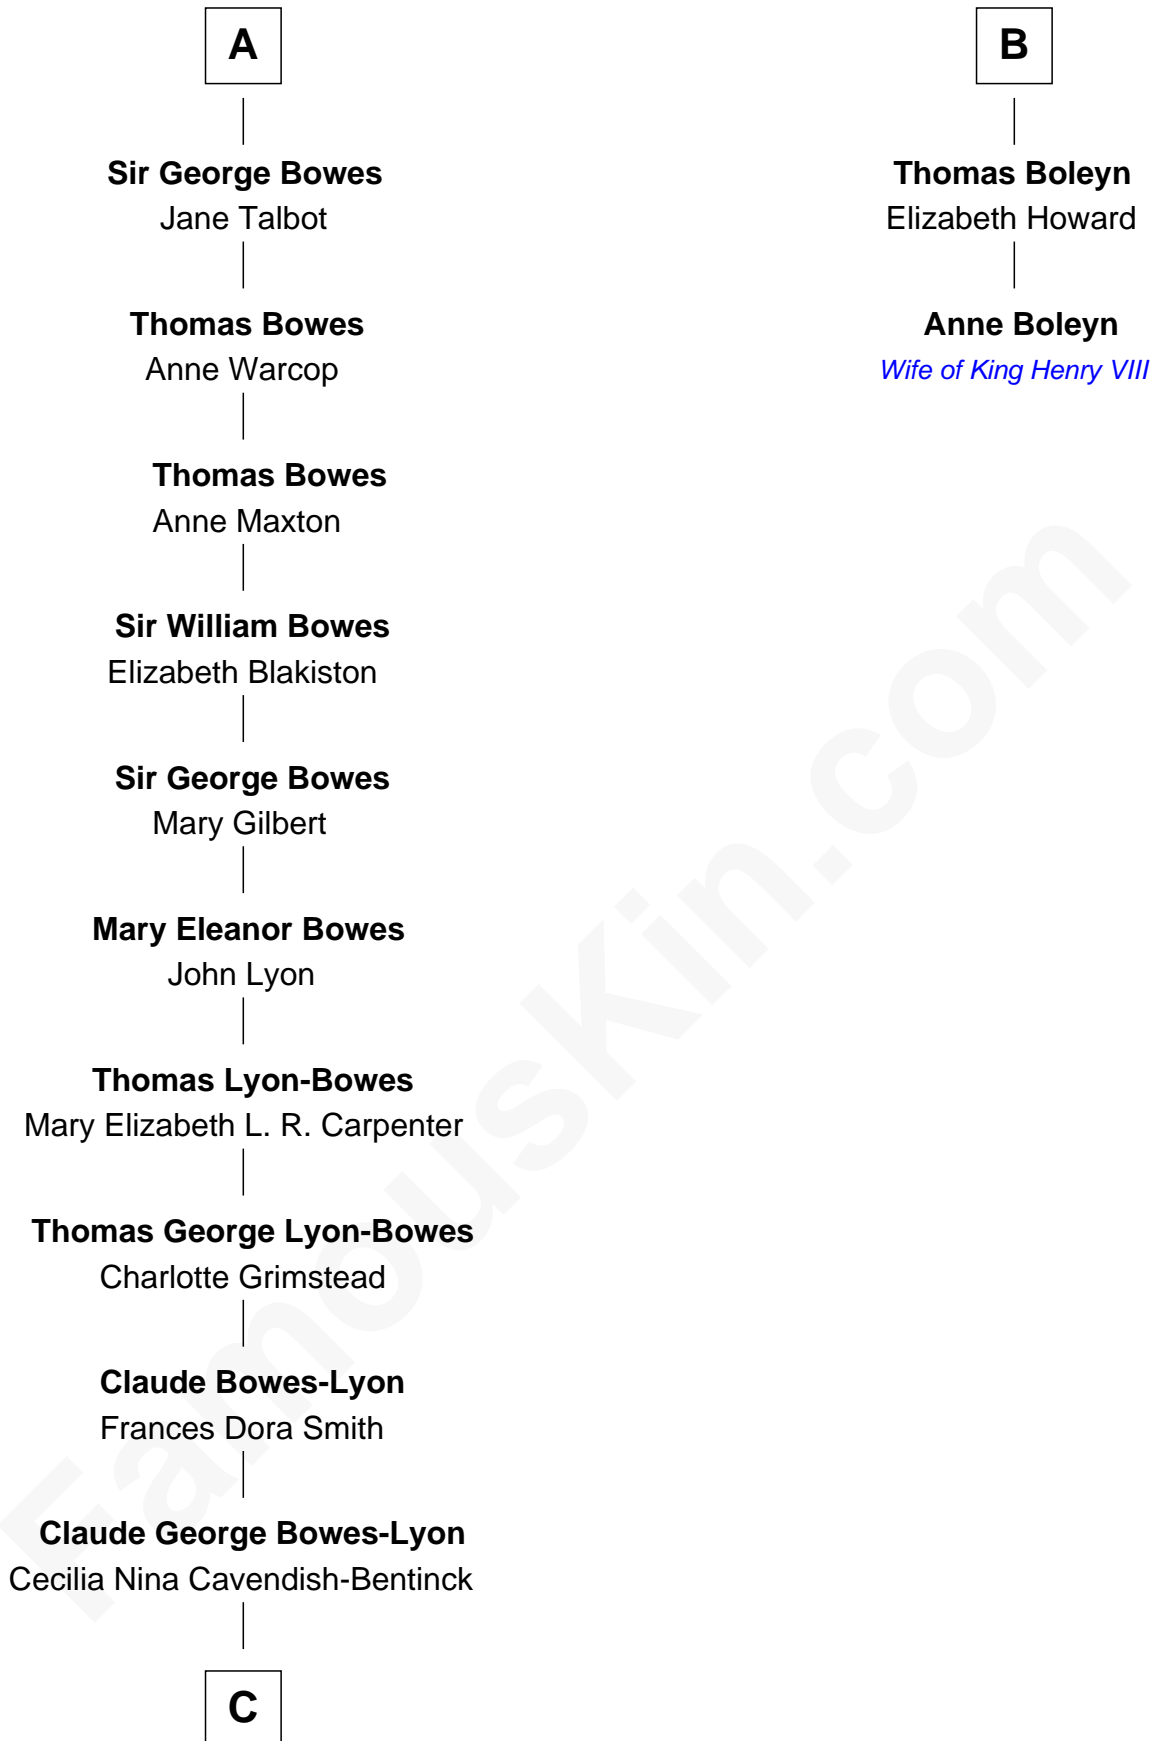 A
Sir George Bowes
Jane Talbot
Thomas Bowes
Anne Warcop
Thomas Bowes
Anne Maxton
Sir William Bowes
Elizabeth Blakiston
Sir George Bowes
Mary Gilbert
Mary Eleanor Bowes
John Lyon
Thomas Lyon-Bowes
Mary Elizabeth L. R. Carpenter
Thomas George Lyon-Bowes
Charlotte Grimstead
Claude Bowes-Lyon
Frances Dora Smith
Claude George Bowes-Lyon
Cecilia Nina Cavendish-Bentinck
C
B
Thomas Boleyn
Elizabeth Howard
Anne Boleyn
Wife of King Henry VIII
FamousKin.com